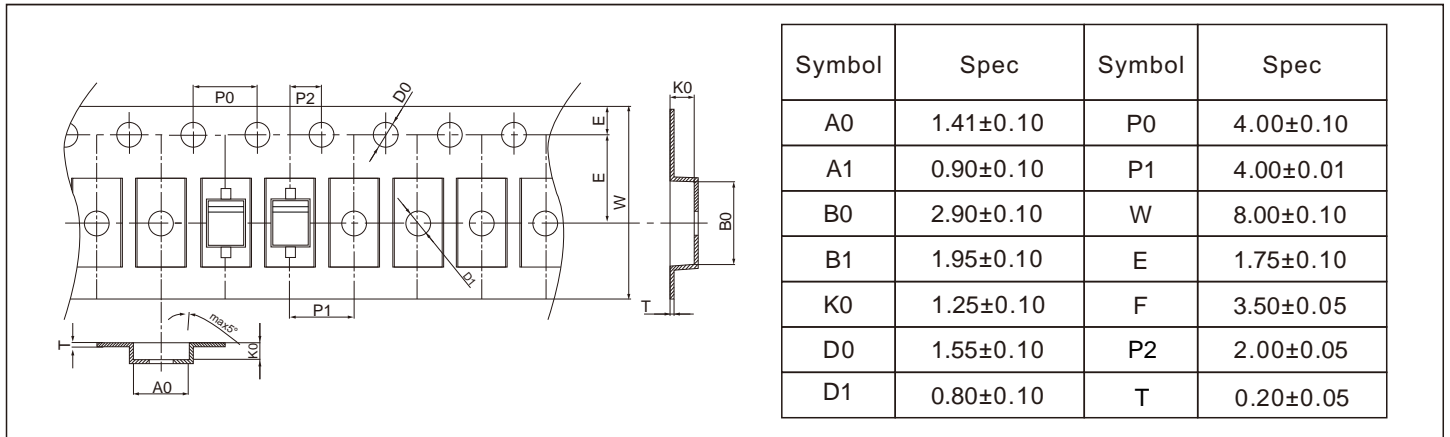 P0
P2
D0
E
E
W
D1
P1
T
max5°
K0
A0
K0
B0
T
Symbol Spec Symbol Spec
A0 1.41±0.10 P0 4.00±0.10
A1 0.90±0.10 P1 4.00±0.01
B0 2.90±0.10 W 8.00±0.10
B1 1.95±0.10 E 1.75±0.10
K0 1.25±0.10 F 3.50±0.05
D0 1.55±0.10 P2 2.00±0.05
D1 0.80±0.10 T 0.20±0.05